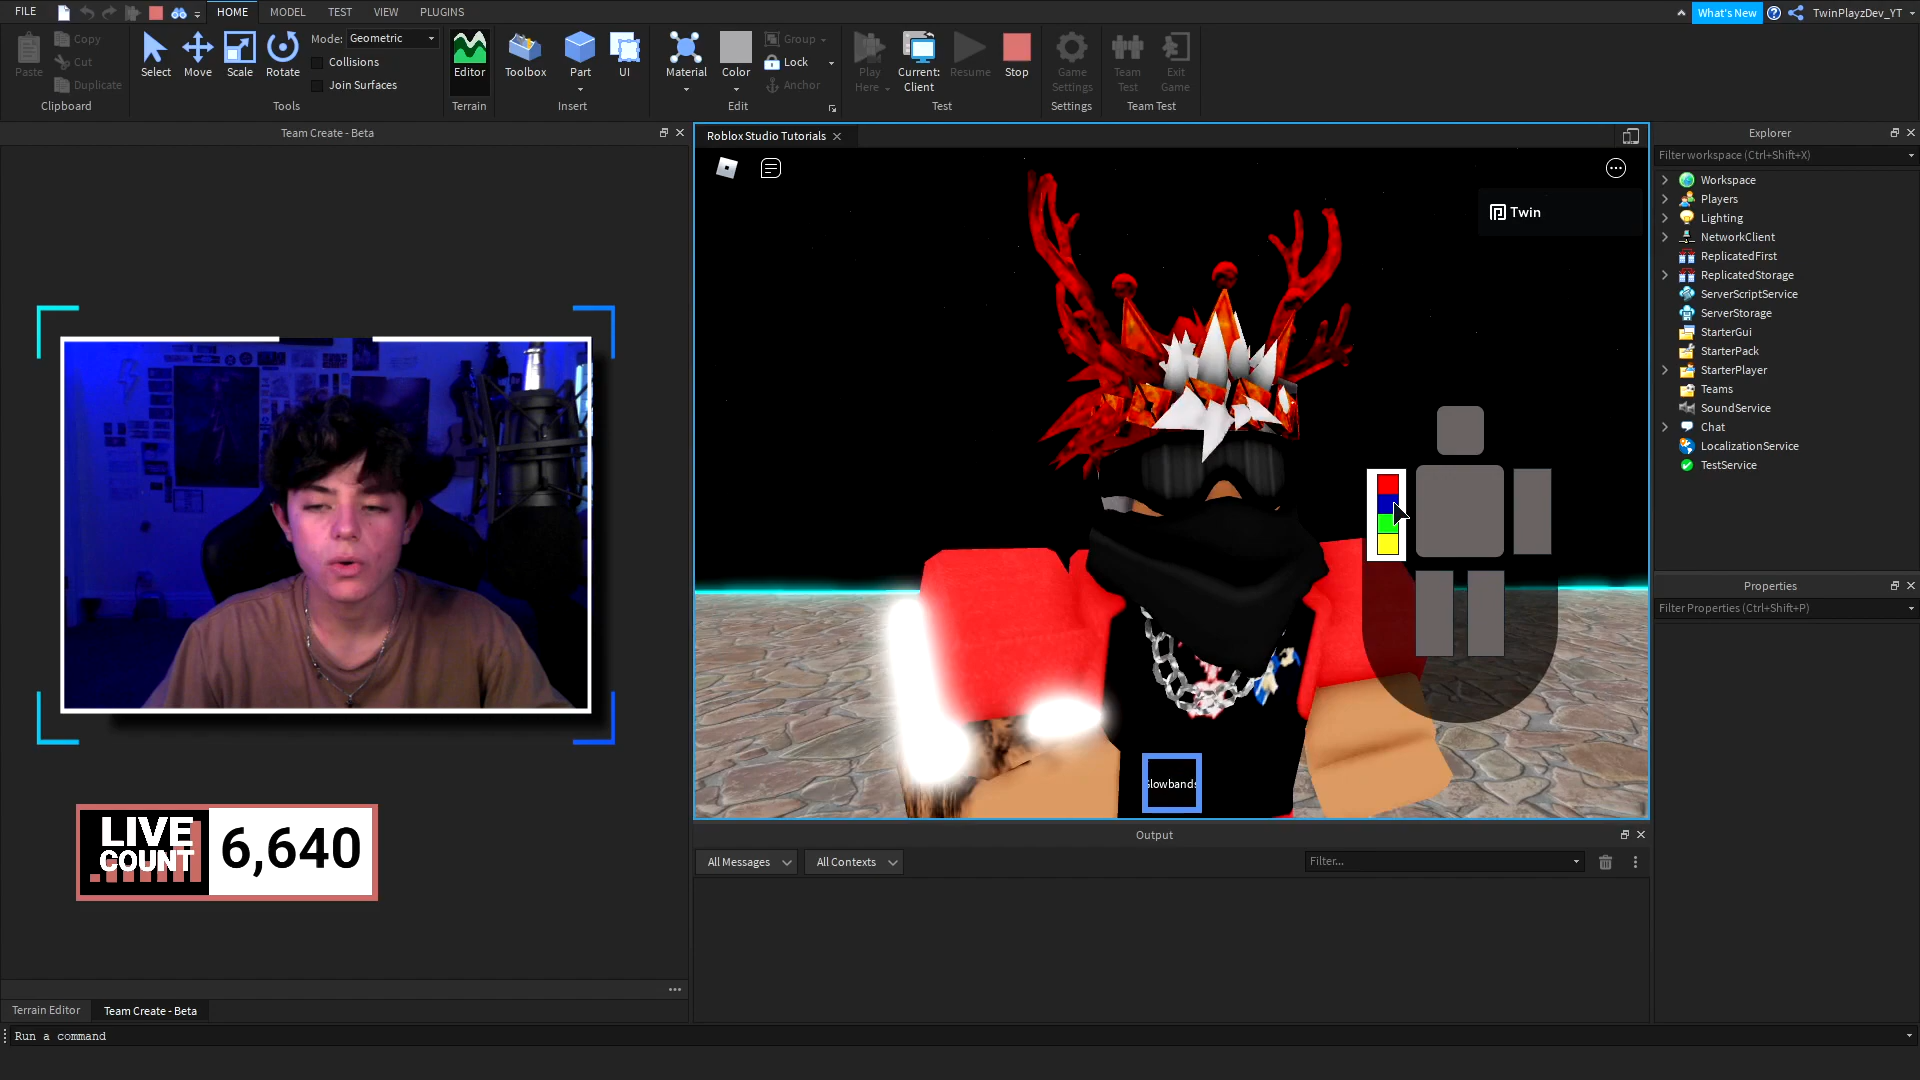 FILE HOME MODEL TEST VIEW PLUGINS What's New TwinPlayzDev_YT
Paste Copy Cut Duplicate
Clipboard
Select Move Scale Rotate
Mode: Geometric
Collisions
Join Surfaces
Tools
Editor
Terrain
Toolbox Part UI
Insert
Material Color
Group
Lock
Anchor
Edit
Play Here
Current: Client
Resume Stop
Test
Game Settings
Settings
Team Test
Exit Game
Team Test
Team Create - Beta
Roblox Studio Tutorials
Twin
Glowbands
LIVE
COUNT
6,640
Explorer
Filter workspace (Ctrl+Shift+X)
Workspace
Players
Lighting
NetworkClient
ReplicatedFirst
ReplicatedStorage
ServerScriptService
ServerStorage
StarterGui
StarterPack
StarterPlayer
Teams
SoundService
Chat
LocalizationService
TestService
Properties
Filter Properties (Ctrl+Shift+P)
Output
All Messages All Contexts Filter...
Terrain Editor Team Create - Beta
Run a command